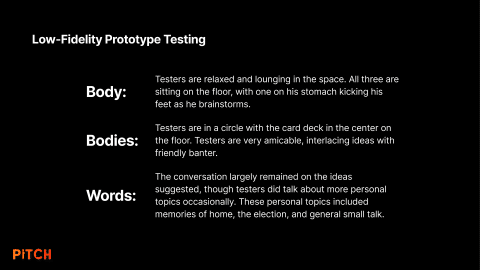 Low-Fidelity Prototype Testing
Body:
Testers are relaxed and lounging in the space. All three are
sitting on the floor, with one on his stomach kicking his
feet as he brainstorms.
Bodies:
Testers are in a circle with the card deck in the center on
the floor. Testers are very amicable, interlacing ideas with
friendly banter.
Words:
The conversation largely remained on the ideas
suggested, though testers did talk about more personal
topics occasionally. These personal topics included
memories of home, the election, and general small talk.
PiTCH